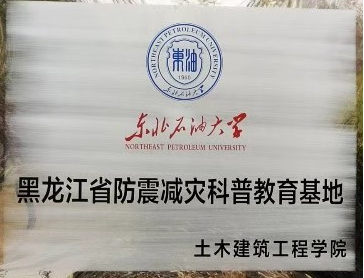 NORTHEAST PETROLEUM UNIVERSITY
東油
1960
东北石油大学
东北石油大学
NORTHEAST PETROLEUM UNIVERSITY
黑龙江省防震减灾科普教育基地
土木建筑工程学院